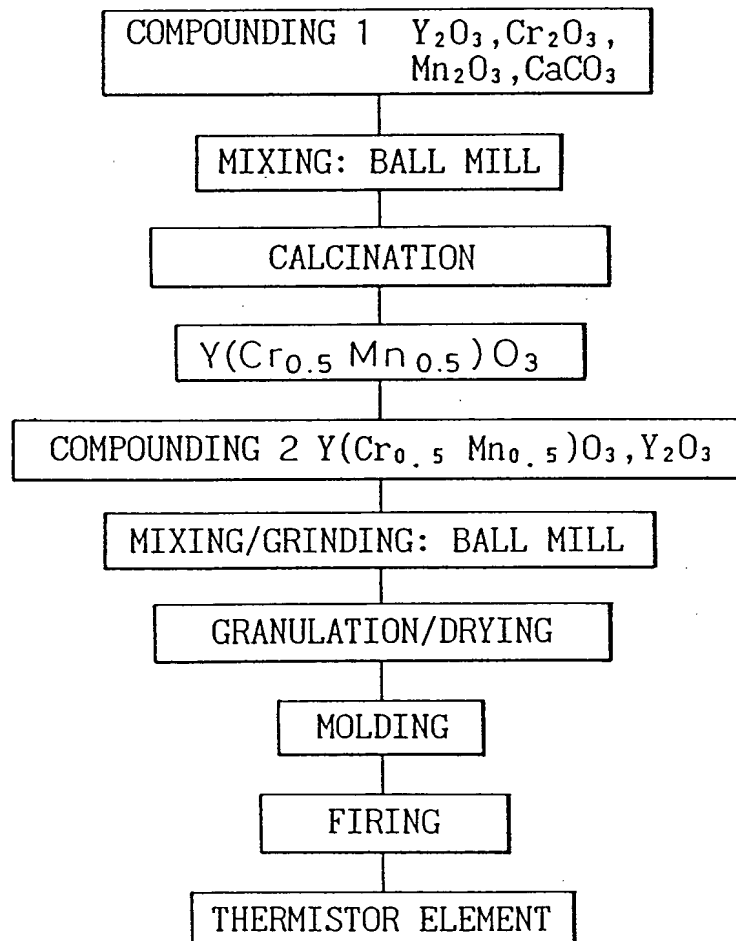 COMPOUNDING 1 Y₂O₃,Cr₂O₃,
Mn₂O₃,CaCO₃
MIXING: BALL MILL
CALCINATION
Y(Cr₀.₅ Mn₀.₅)O₃
COMPOUNDING 2 Y(Cr₀.₅ Mn₀.₅)O₃,Y₂O₃
MIXING/GRINDING: BALL MILL
GRANULATION/DRYING
MOLDING
FIRING
THERMISTOR ELEMENT